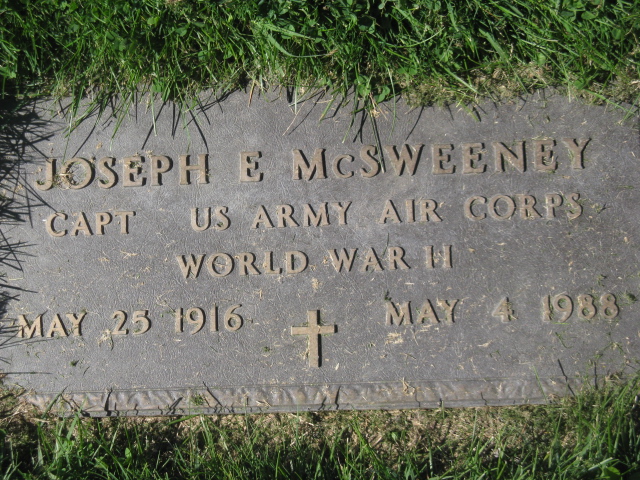 JOSEPH E McSWEENEY
CAPT US ARMY AIR CORPS
WORLD WAR II
MAY 25 1916 MAY 4 1988